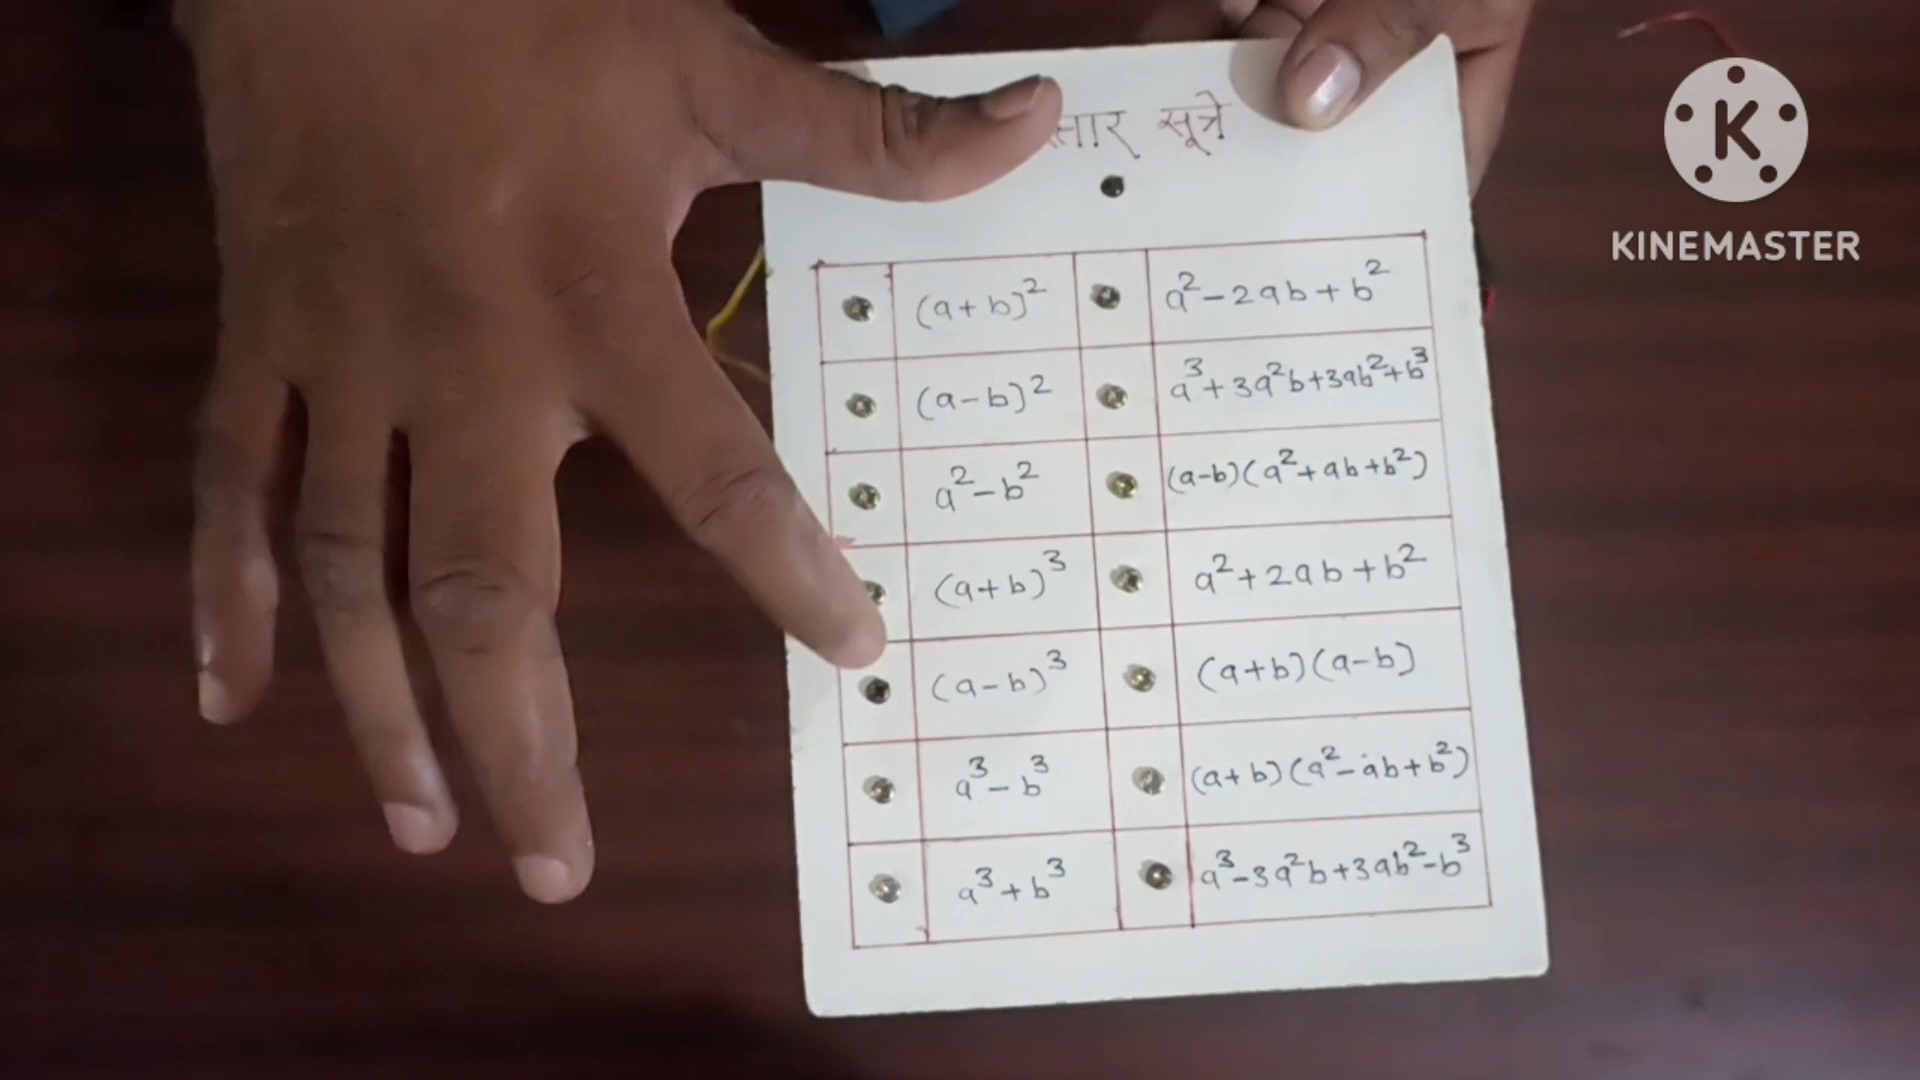 सूत्रे
K
KINEMASTER
(a+b)² a²-2ab+b²
(a-b)² a³+3a²b+3ab²+b³
a²-b² (a-b)(a²+ab+b²)
(a+b)³ a²+2ab+b²
(a-b)³ (a+b)(a-b)
a³-b³ (a+b)(a²-ab+b²)
a³+b³ a³-3a²b+3ab²-b³